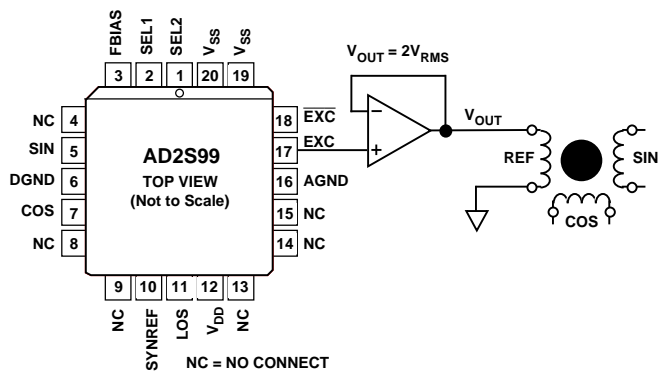 FBIAS
SEL1
SEL2
VSS
VSS
3 2 1 20 19
VOUT = 2VRMS
NC 4
SIN 5
DGND 6
COS 7
NC 8
AD2S99
TOP VIEW
(Not to Scale)
18 EXC
17 EXC
16 AGND
15 NC
14 NC
−
+
VOUT
REF
SIN
COS
9 10 11 12 13
NC
SYNREF
LOS
VDD
NC
NC = NO CONNECT